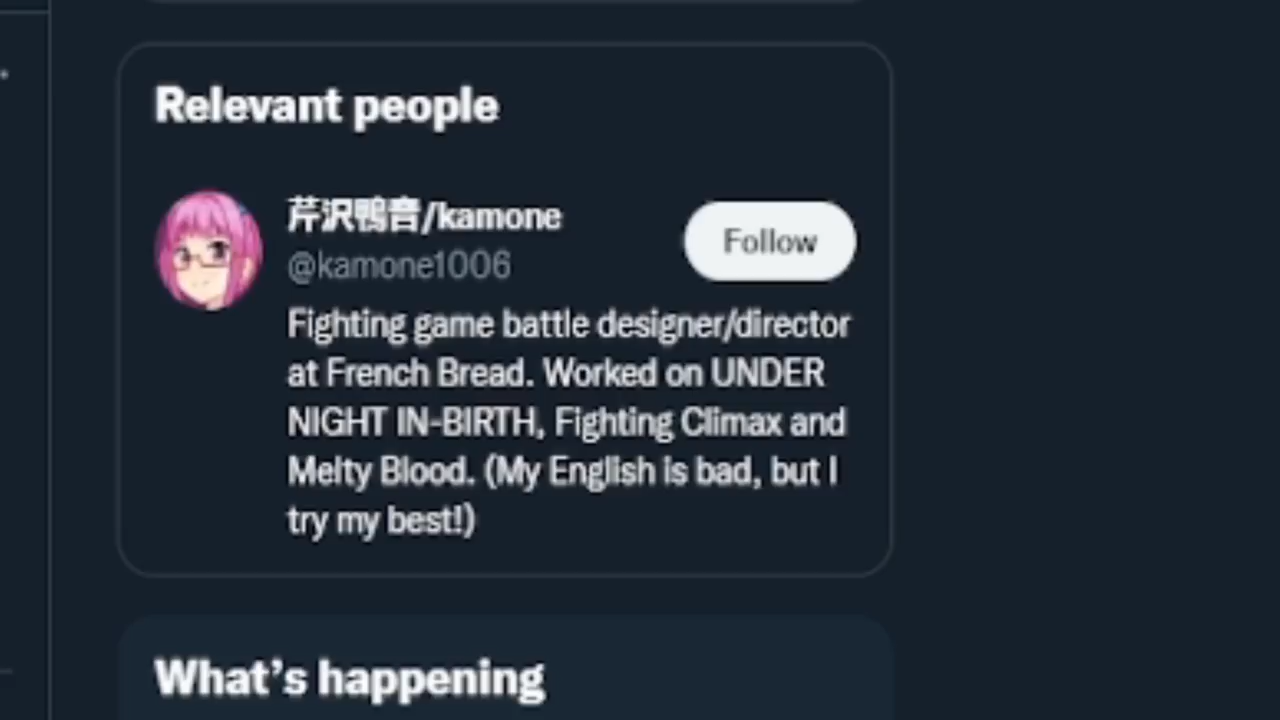 Relevant people
芹沢鴨音/kamone
Follow
@kamone1006
Fighting game battle designer/director
at French Bread. Worked on UNDER
NIGHT IN-BIRTH, Fighting Climax and
Melty Blood. (My English is bad, but I
try my best!)
What's happening